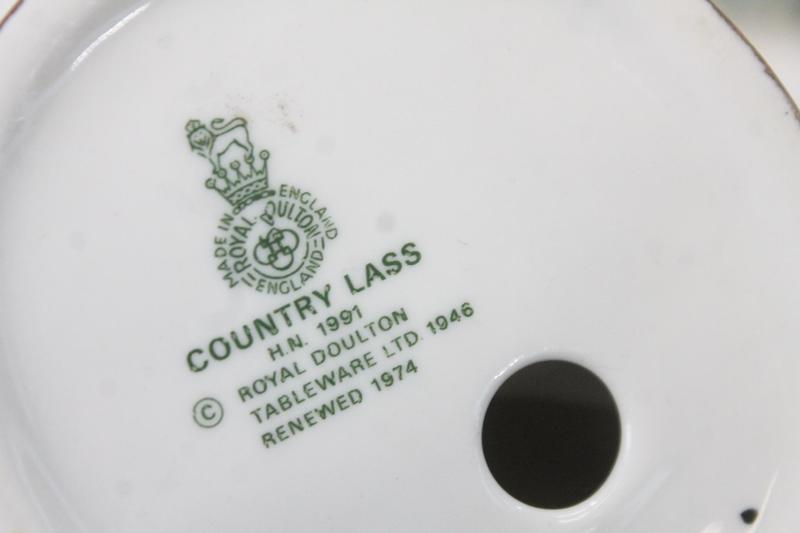 MADE IN ENGLAND
ROYAL DOULTON
ENGLAND
COUNTRY LASS
H.N. 1991
© ROYAL DOULTON
TABLEWARE LTD. 1946
RENEWED 1974